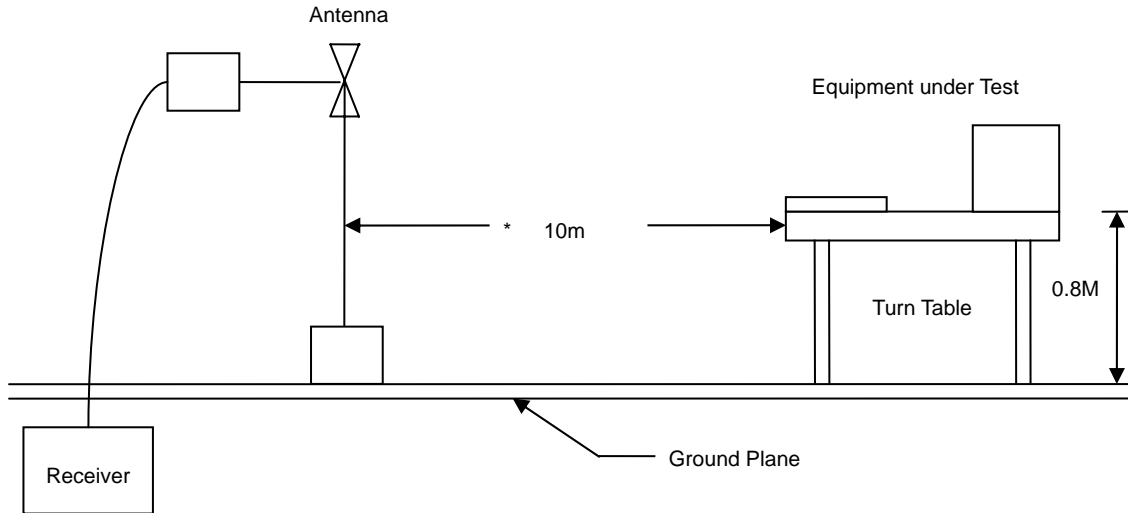 Antenna
Equipment under Test
* 10m
0.8M
Turn Table
Ground Plane
Receiver